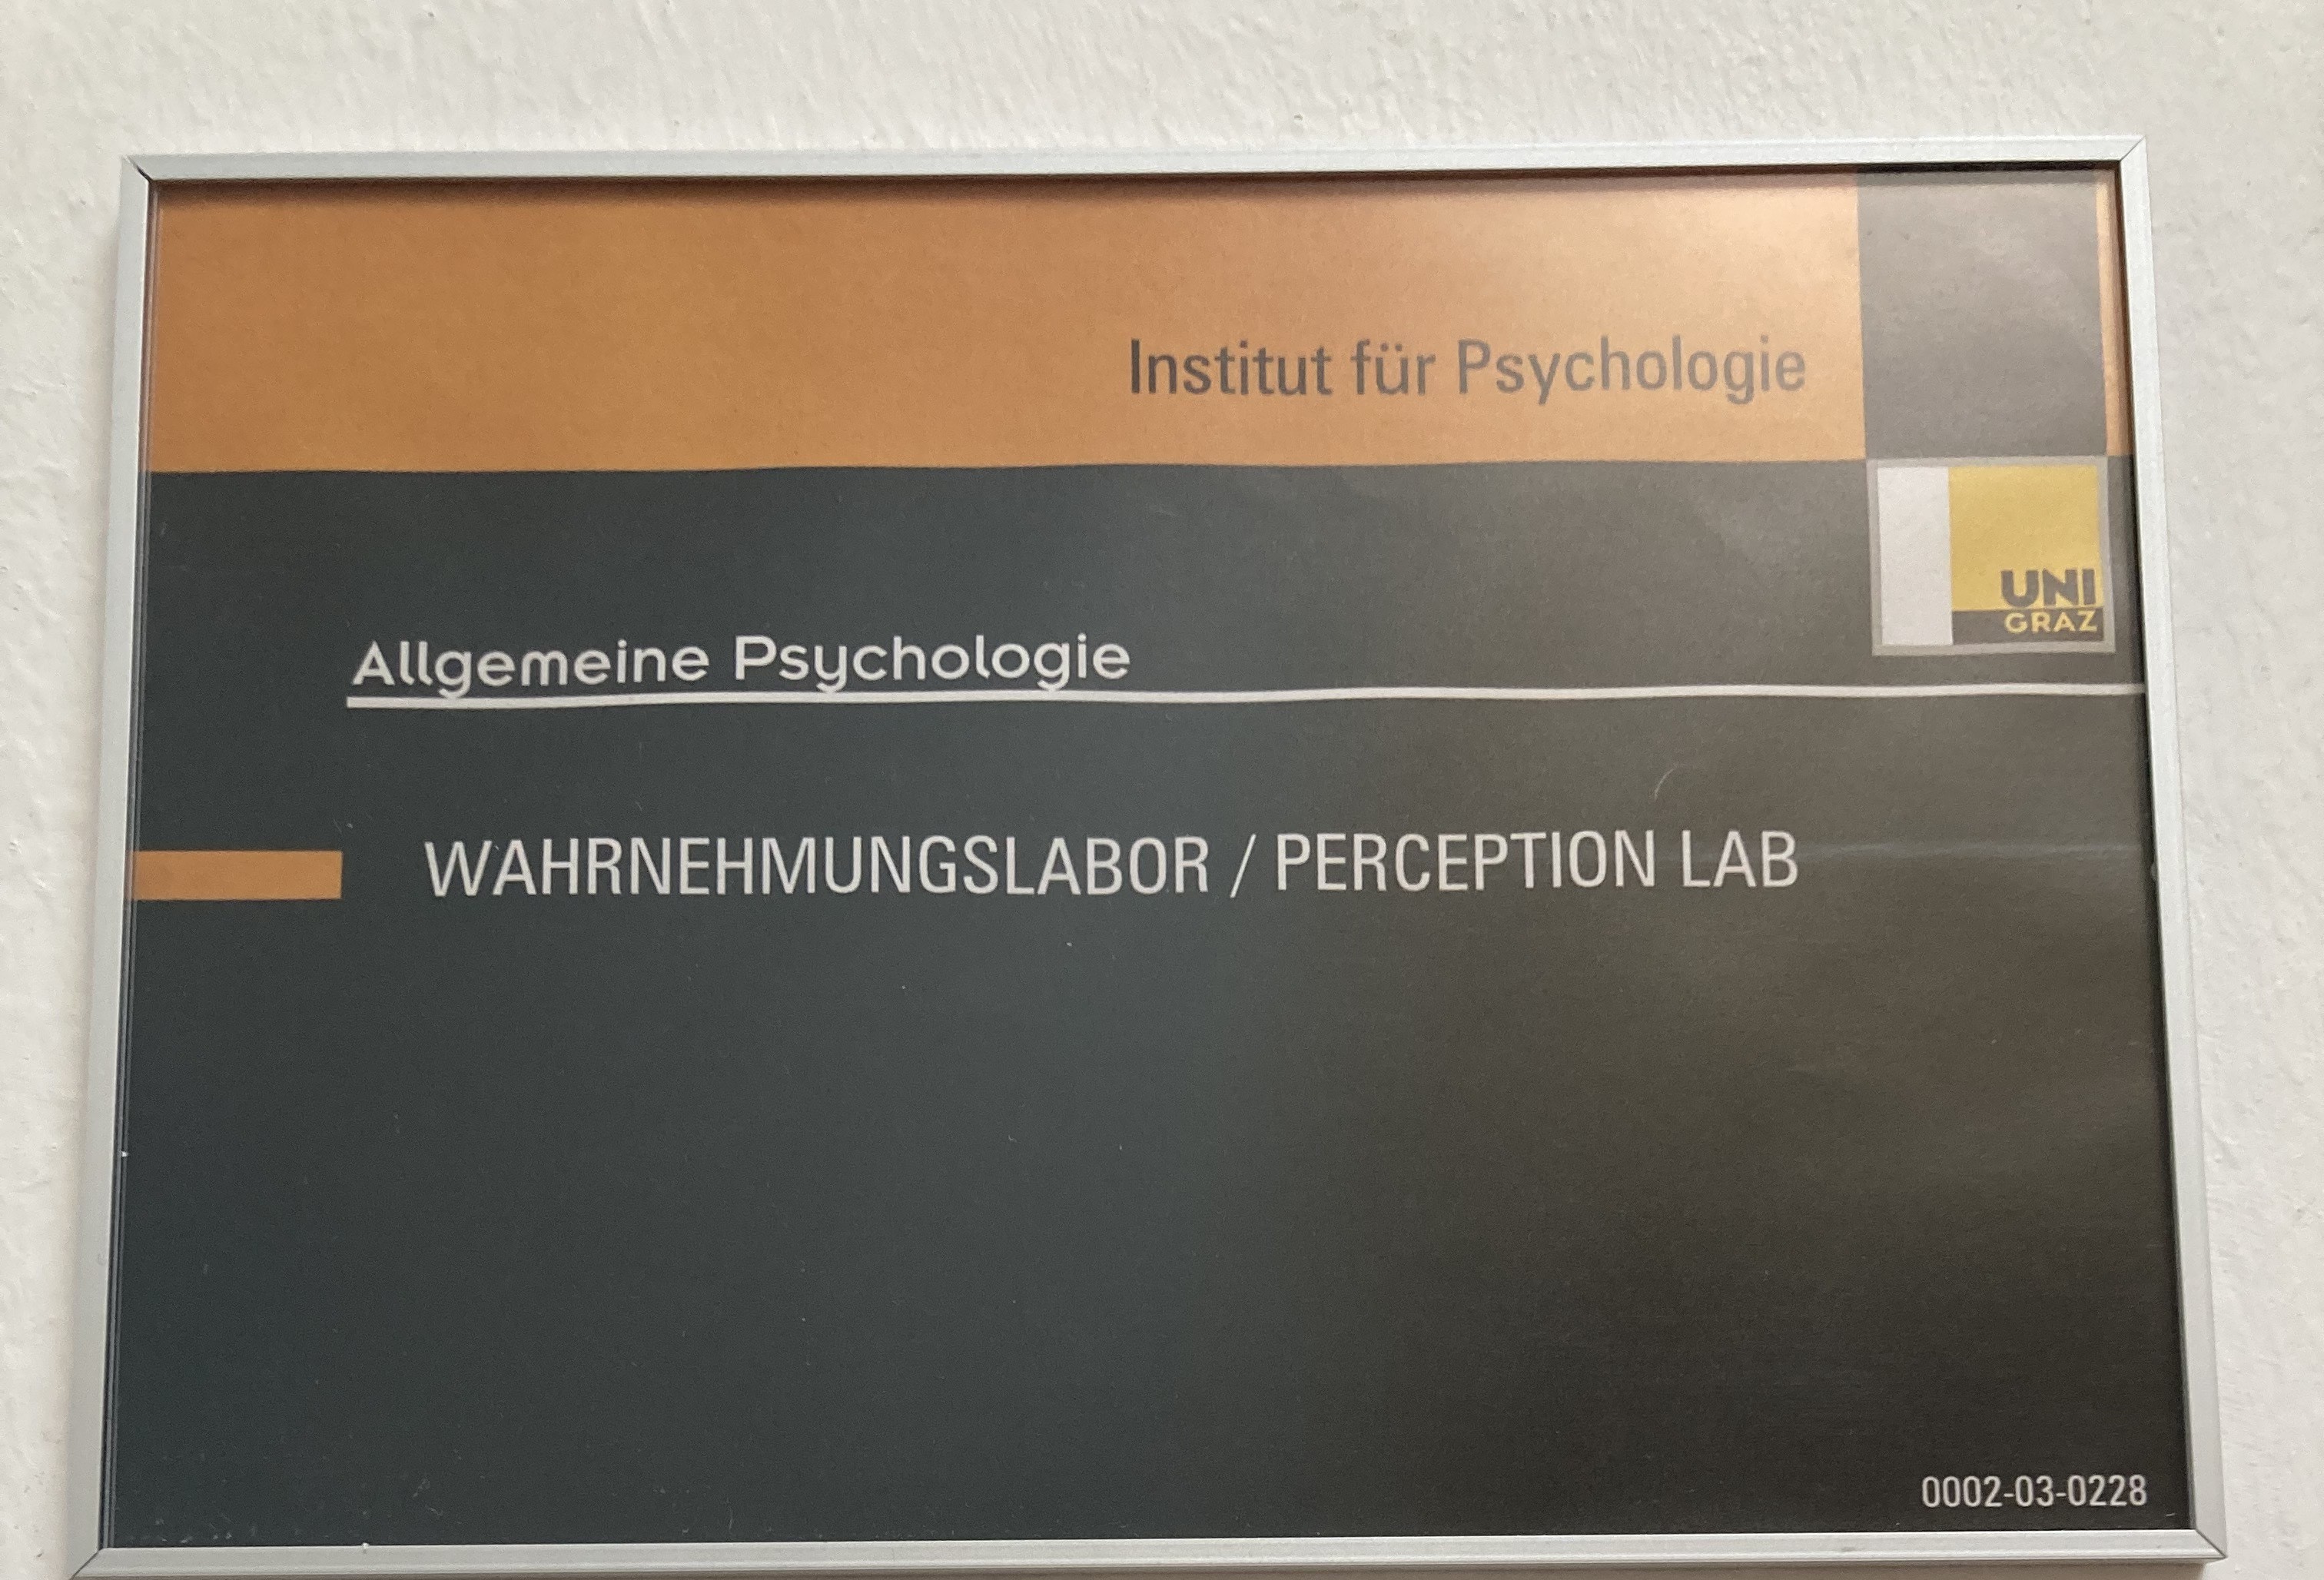 Institut für Psychologie
UNI
GRAZ
Allgemeine Psychologie
WAHRNEHMUNGSLABOR / PERCEPTION LAB
0002-03-0228